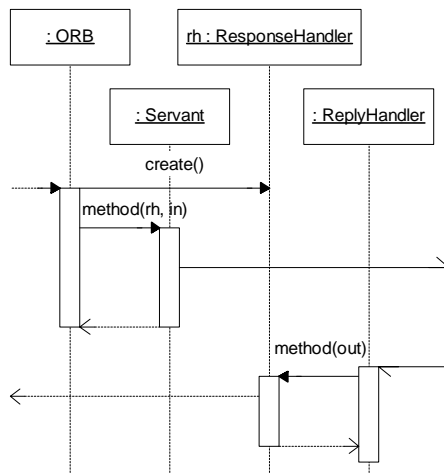 : ORB
rh : ResponseHandler
: Servant
: ReplyHandler
create()
method(rh, in)
method(out)